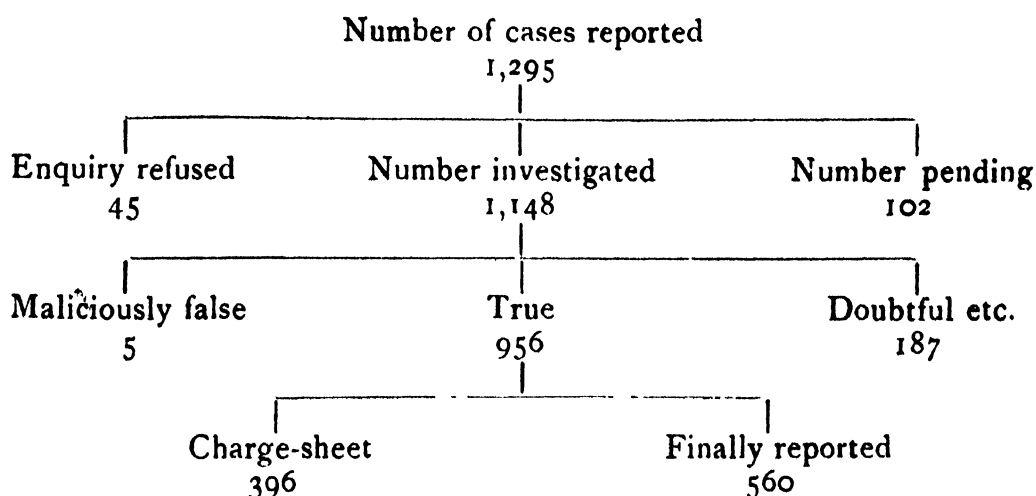 Number of cases reported
1,295
Enquiry refused Number investigated Number pending
45 1,148 102
Maliciously false True Doubtful etc.
5 956 187
Charge-sheet Finally reported
396 560